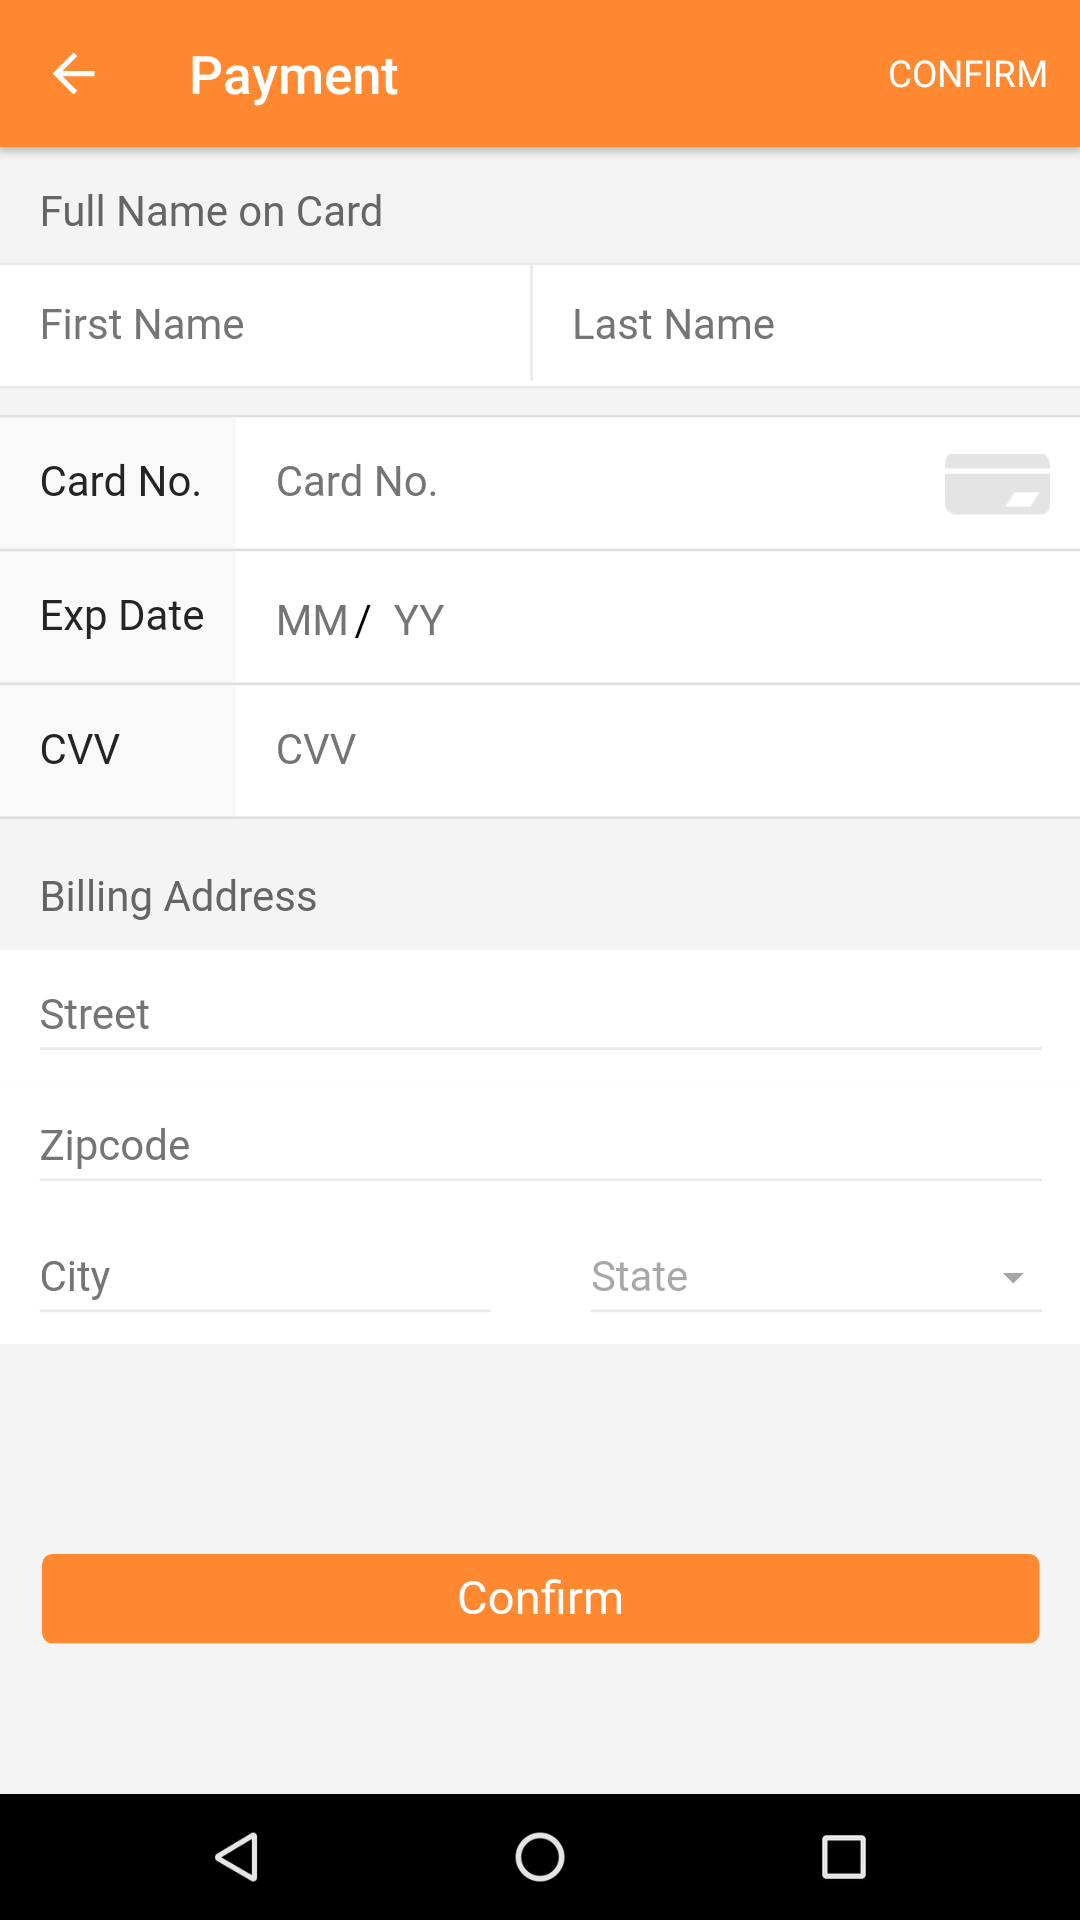 Payment CONFIRM
Full Name on Card
First Name Last Name
Card No. Card No.
Exp Date MM / YY
CVV CVV
Billing Address
Street
Zipcode
City State
Confirm